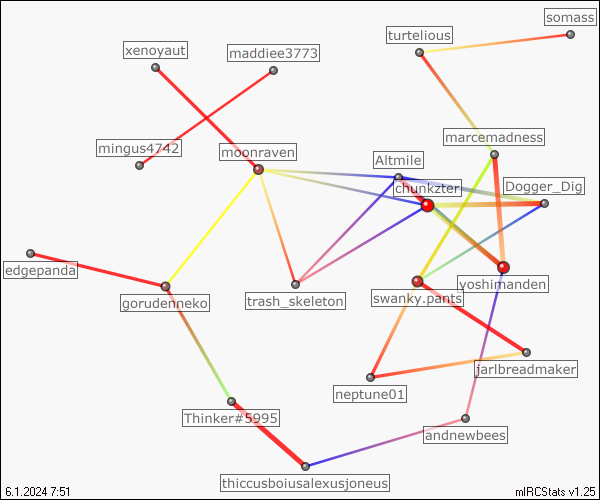 somass
turtelious
xenoyaut
maddiee3773
marcemadness
mingus4742
moonraven
Altmile
chunkzter
Dogger_Dig
edgepanda
gorudenneko
trash_skeleton
swanky.pants
yoshimanden
jarlbreadmaker
neptune01
Thinker#5995
andnewbees
thiccusboiusalexusjoneus
6.1.2024 7:51
mIRCStats v1.25